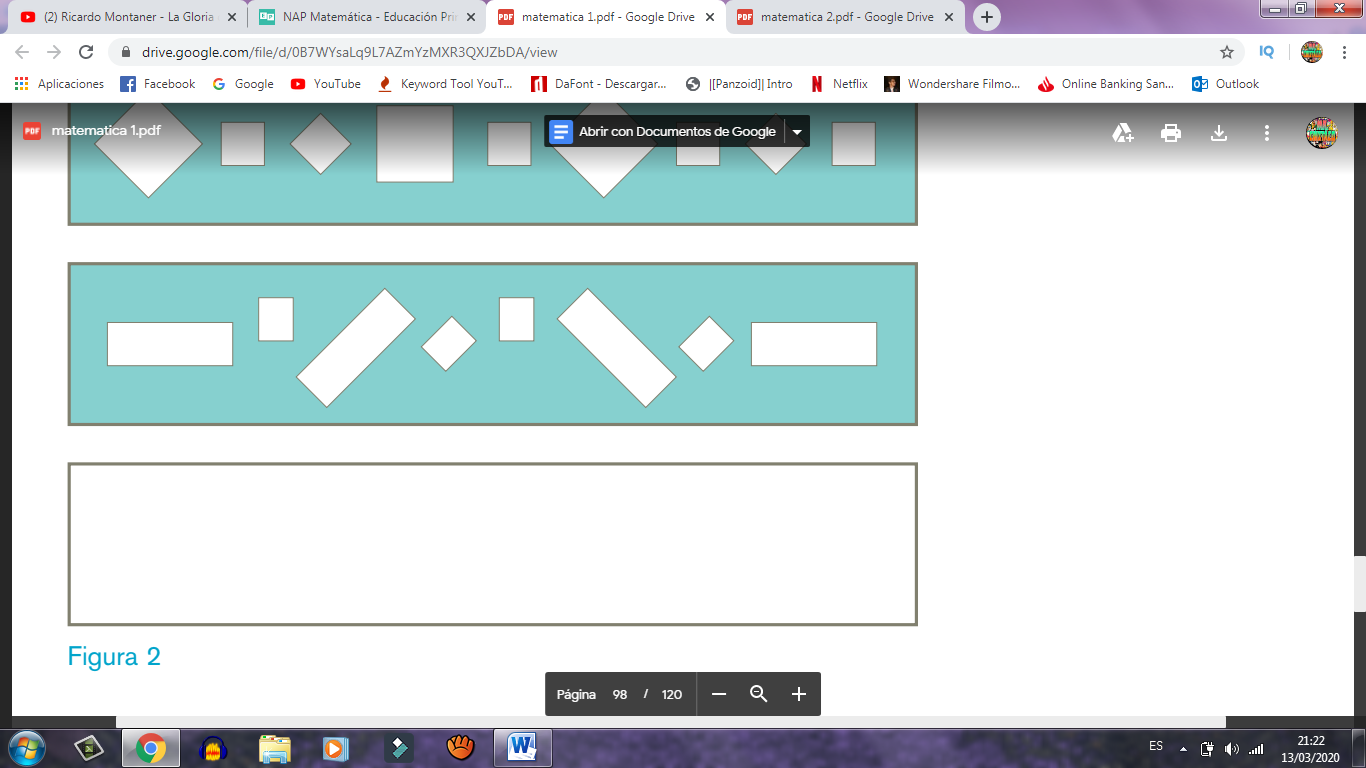 (2) Ricardo Montaner - La Gloria
NAP Matemática - Educación Pri
matematica 1.pdf - Google Drive
matematica 2.pdf - Google Drive
drive.google.com/file/d/0B7WYsaLq9L7AZmYzMXR3QXJZbDA/view
IQ
Aplicaciones
Facebook
Google
YouTube
Keyword Tool YouT...
DaFont - Descargar...
|[Panzoid]| Intro
Netflix
Wondershare Filmo...
Online Banking San...
Outlook
PDF matematica 1.pdf
Abrir con Documentos de Google
Figura 2
Página 98 / 120
ES
21:22
13/03/2020